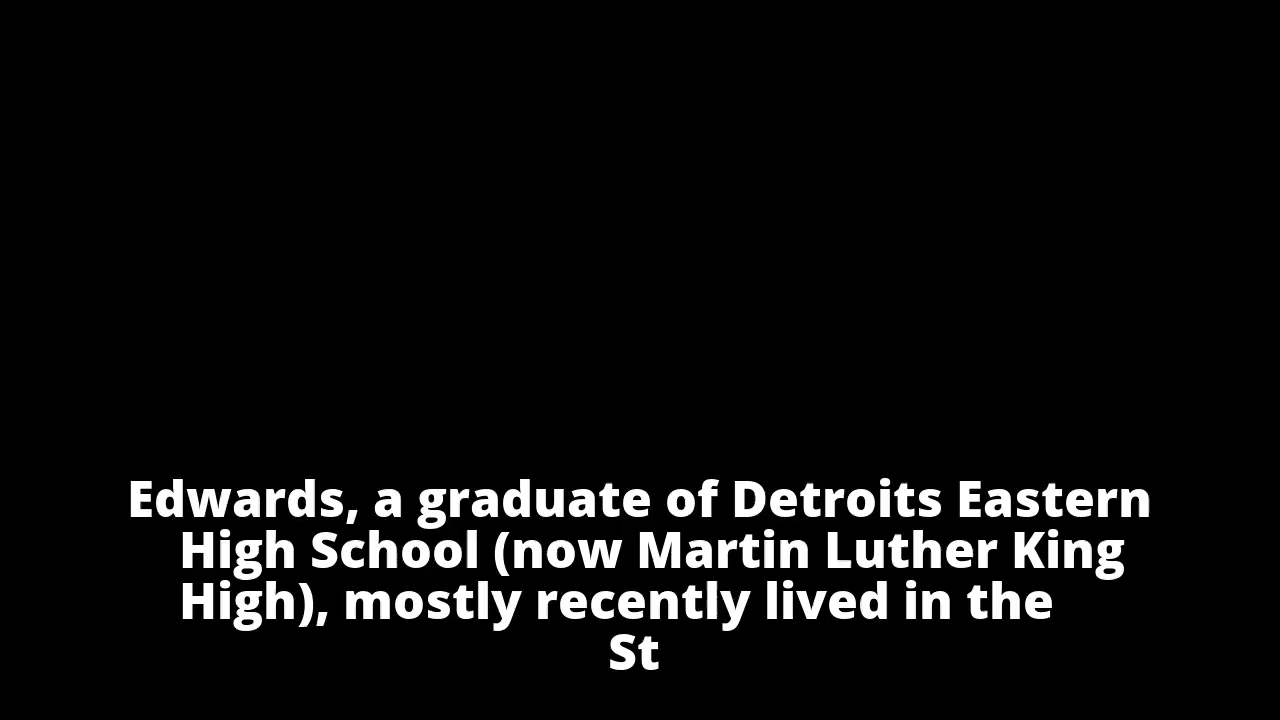 Edwards, a graduate of Detroits Eastern
High School (now Martin Luther King
High), mostly recently lived in the
St